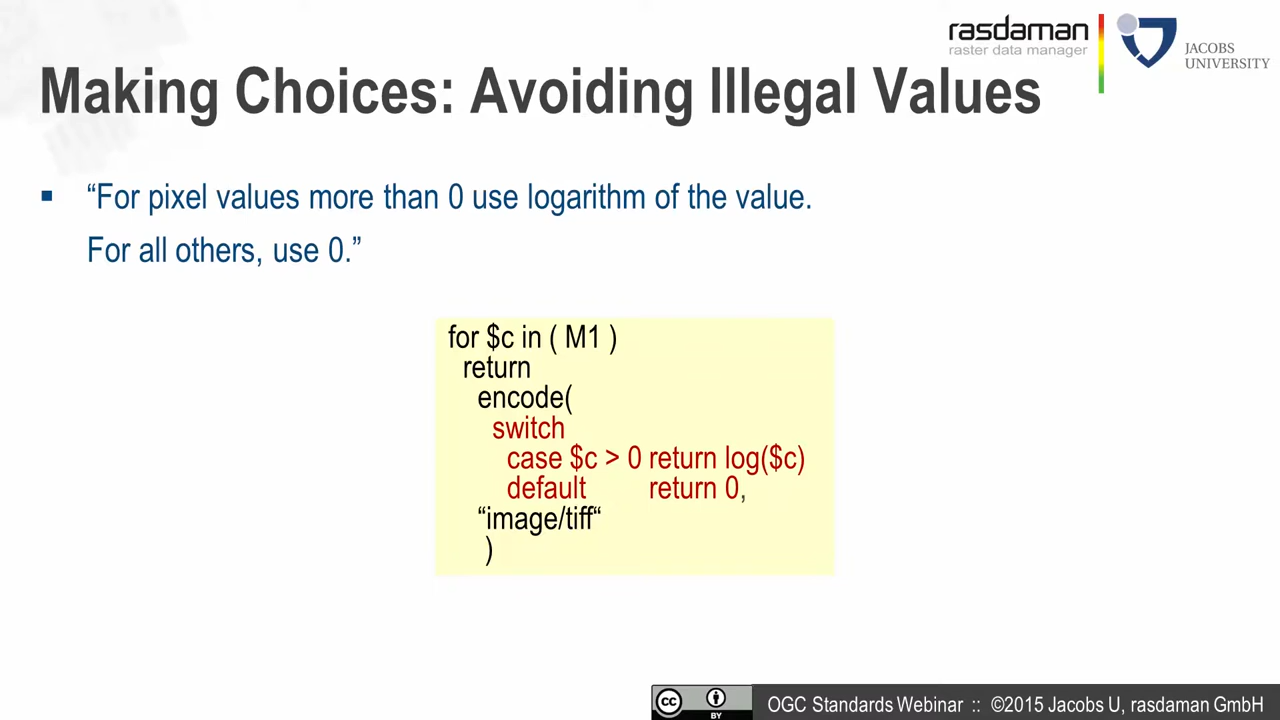 rasdaman
raster data manager
JACOBS
UNIVERSITY
Making Choices: Avoiding Illegal Values
“For pixel values more than 0 use logarithm of the value.
For all others, use 0.”
for $c in ( M1 )
return
encode(
switch
case $c > 0 return log($c)
default return 0,
“image/tiff“
)
cc BY
OGC Standards Webinar :: ©2015 Jacobs U, rasdaman GmbH